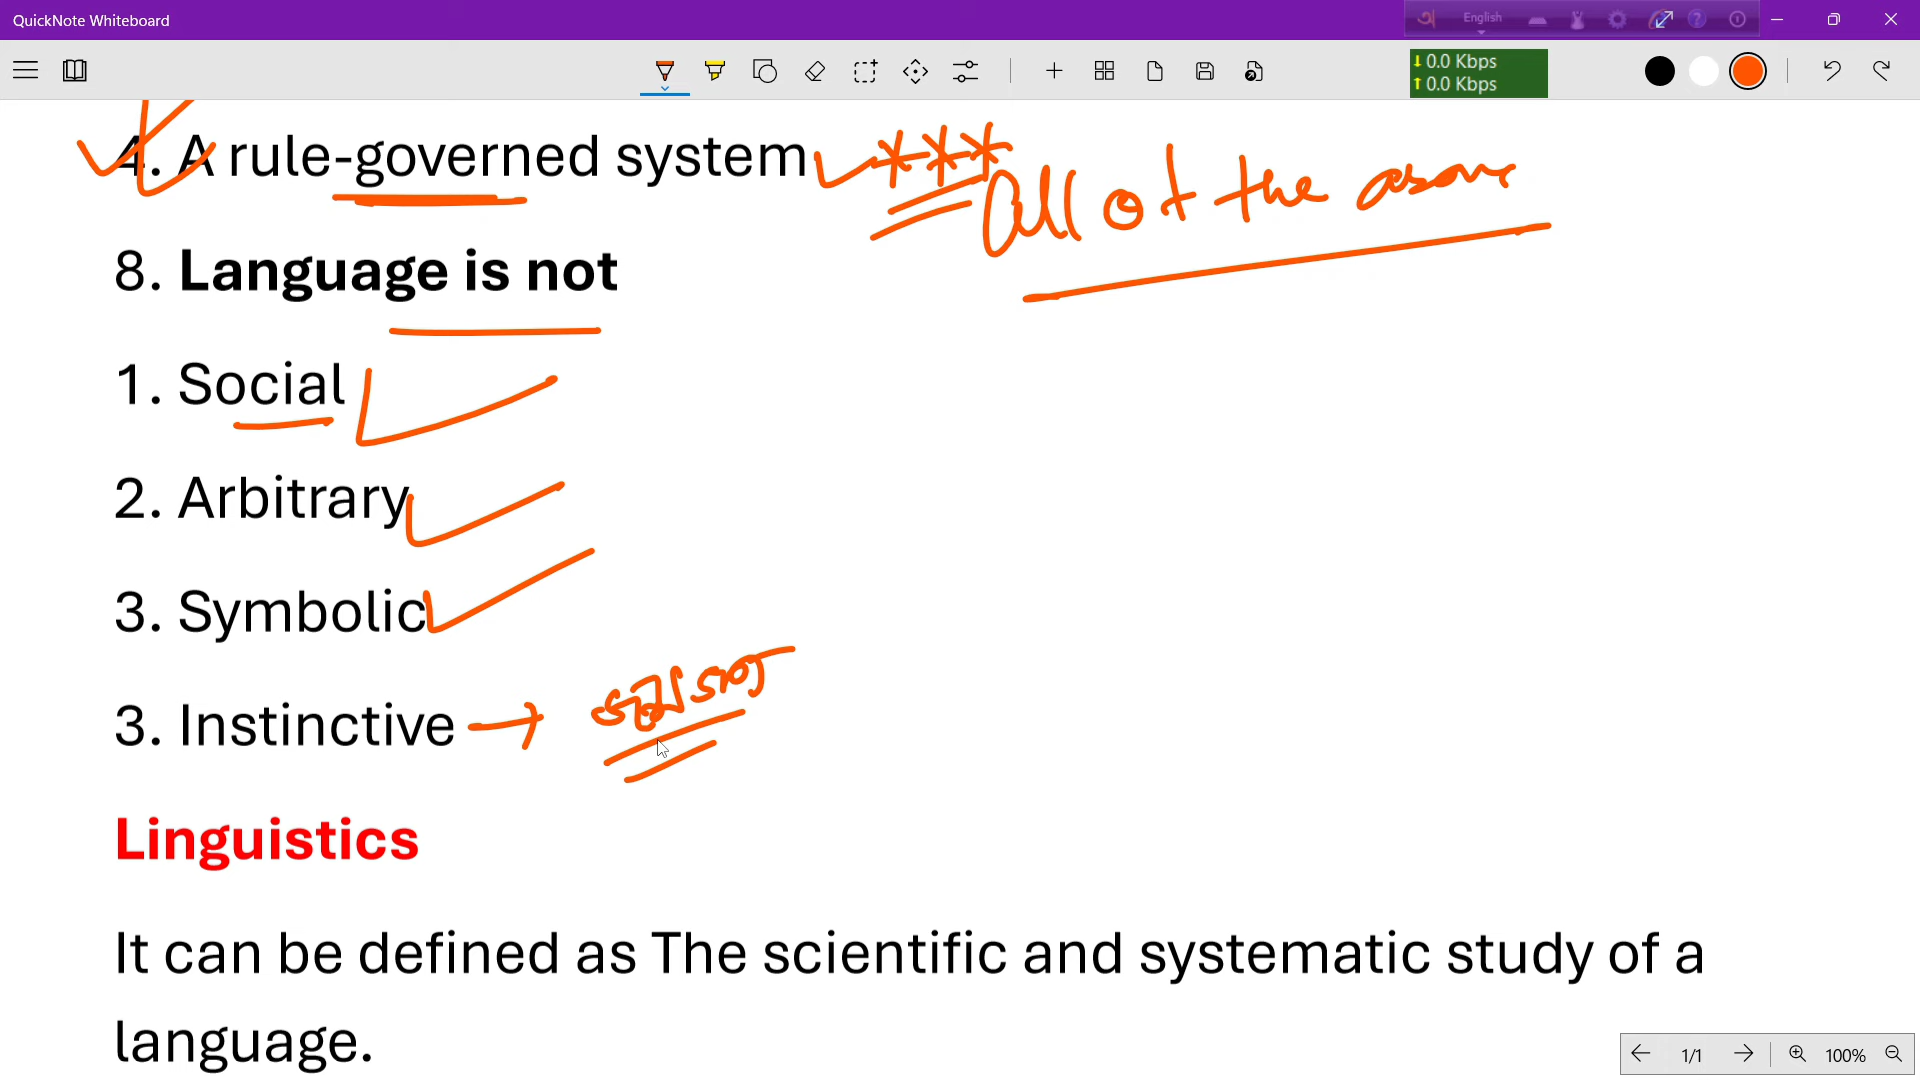 QuickNote Whiteboard
English
0.0 Kbps
0.0 Kbps
4. A rule-governed system
All of the above
8. Language is not
1. Social
2. Arbitrary
3. Symbolic
3. Instinctive
Linguistics
It can be defined as The scientific and systematic study of a
language.
1/1
100%